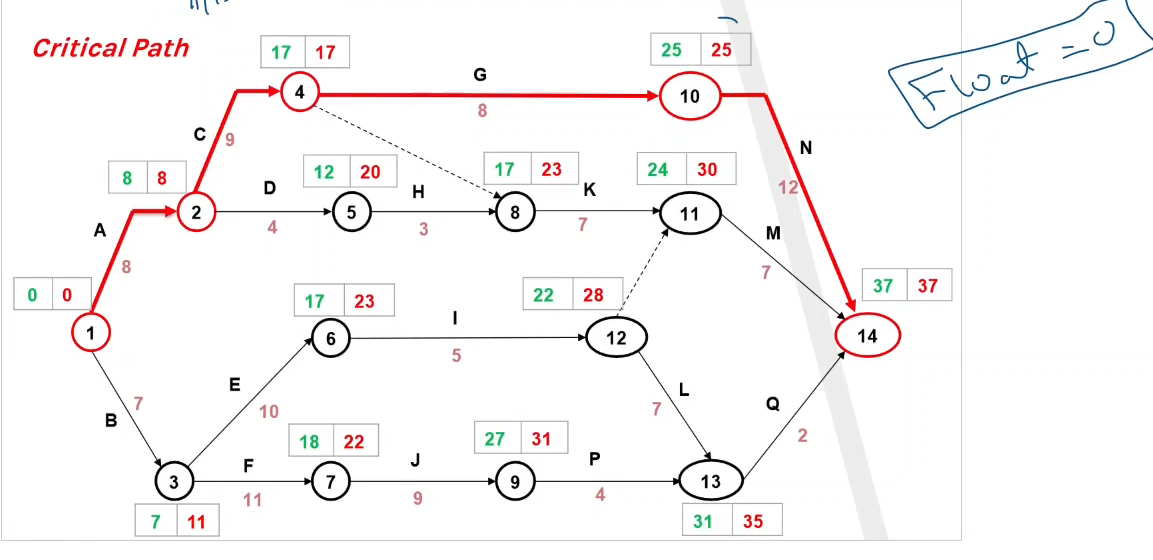 Critical Path
17 17
25 25
G
4
10
8
Float = 0
C
9
N
8 8
12 20
17 23
24 30
12
D
H
K
A
2
5
8
11
4
3
7
M
8
7
0 0
37 37
17 23
22 28
1
I
6
12
14
5
E
L
7
B
10
7
Q
18 22
27 31
2
F
J
P
3
7
9
13
11
9
4
7 11
31 35